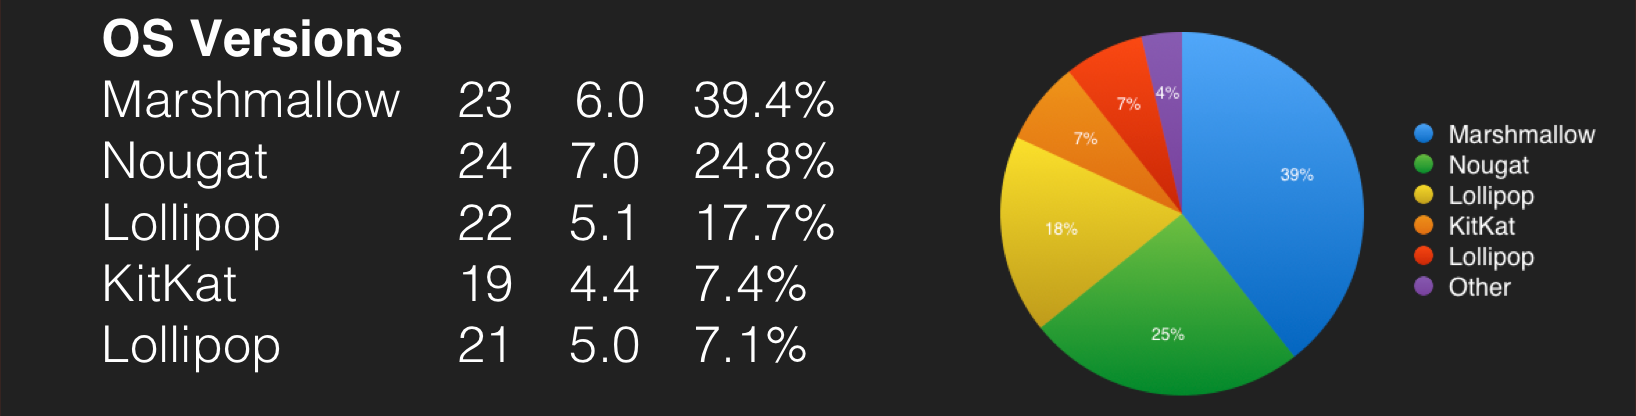 OS Versions
Marshmallow 23 6.0 39.4%
Nougat 24 7.0 24.8%
Lollipop 22 5.1 17.7%
KitKat 19 4.4 7.4%
Lollipop 21 5.0 7.1%
39%
25%
18%
7%
7%
4%
Marshmallow
Nougat
Lollipop
KitKat
Lollipop
Other